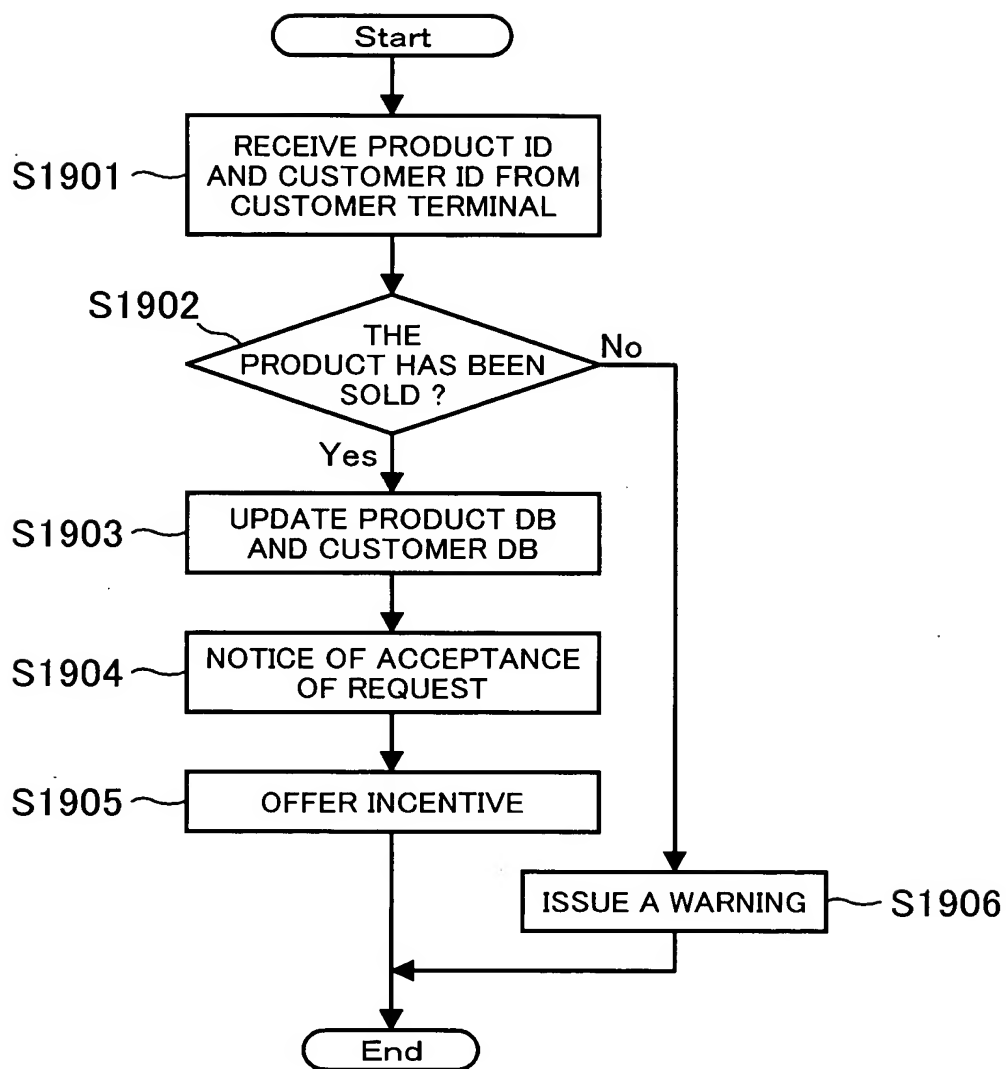 Start
S1901
RECEIVE PRODUCT ID
AND CUSTOMER ID FROM
CUSTOMER TERMINAL
S1902
THE
PRODUCT HAS BEEN
SOLD ?
No
Yes
S1903
UPDATE PRODUCT DB
AND CUSTOMER DB
S1904
NOTICE OF ACCEPTANCE
OF REQUEST
S1905
OFFER INCENTIVE
ISSUE A WARNING
S1906
End